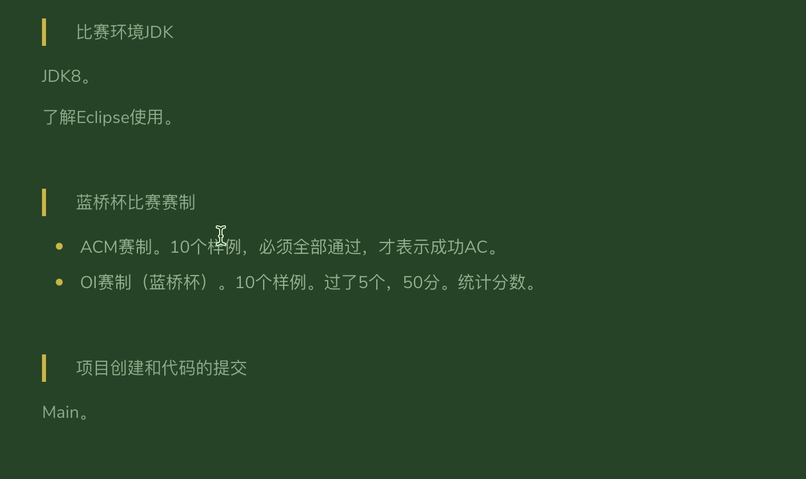 比赛环境JDK
JDK8。
了解Eclipse使用。
蓝桥杯比赛赛制
ACM赛制。10个样例，必须全部通过，才表示成功AC。
OI赛制（蓝桥杯）。10个样例。过了5个，50分。统计分数。
项目创建和代码的提交
Main。